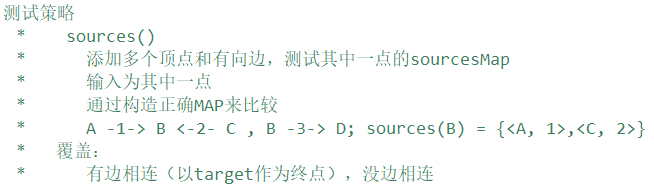 测试策略
*     sources()
*       添加多个顶点和有向边，测试其中一点的sourcesMap
*       输入为其中一点
*       通过构造正确MAP来比较
*       A -1-> B <-2- C , B -3-> D; sources(B) = {<A, 1>,<C, 2>}
*    覆盖：
*       有边相连（以target作为终点），没边相连